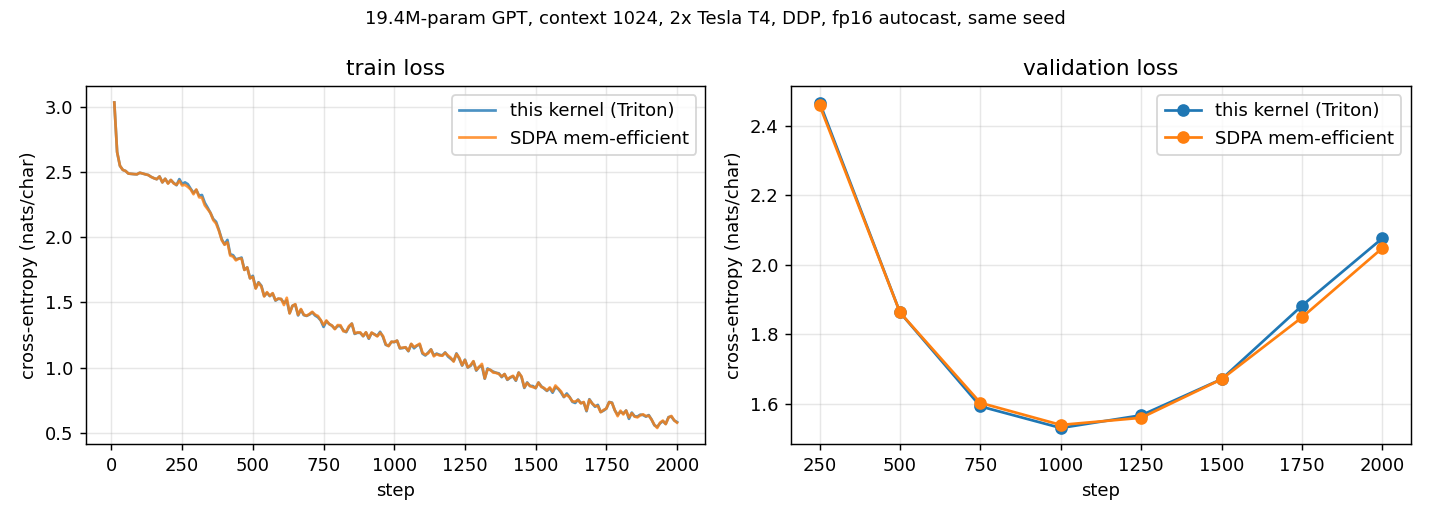 19.4M-param GPT, context 1024, 2x Tesla T4, DDP, fp16 autocast, same seed
train loss
cross-entropy (nats/char)
3.0
2.5
2.0
1.5
1.0
0.5
this kernel (Triton)
SDPA mem-efficient
0 250 500 750 1000 1250 1500 1750 2000
step
validation loss
cross-entropy (nats/char)
2.4
2.2
2.0
1.8
1.6
this kernel (Triton)
SDPA mem-efficient
250 500 750 1000 1250 1500 1750 2000
step